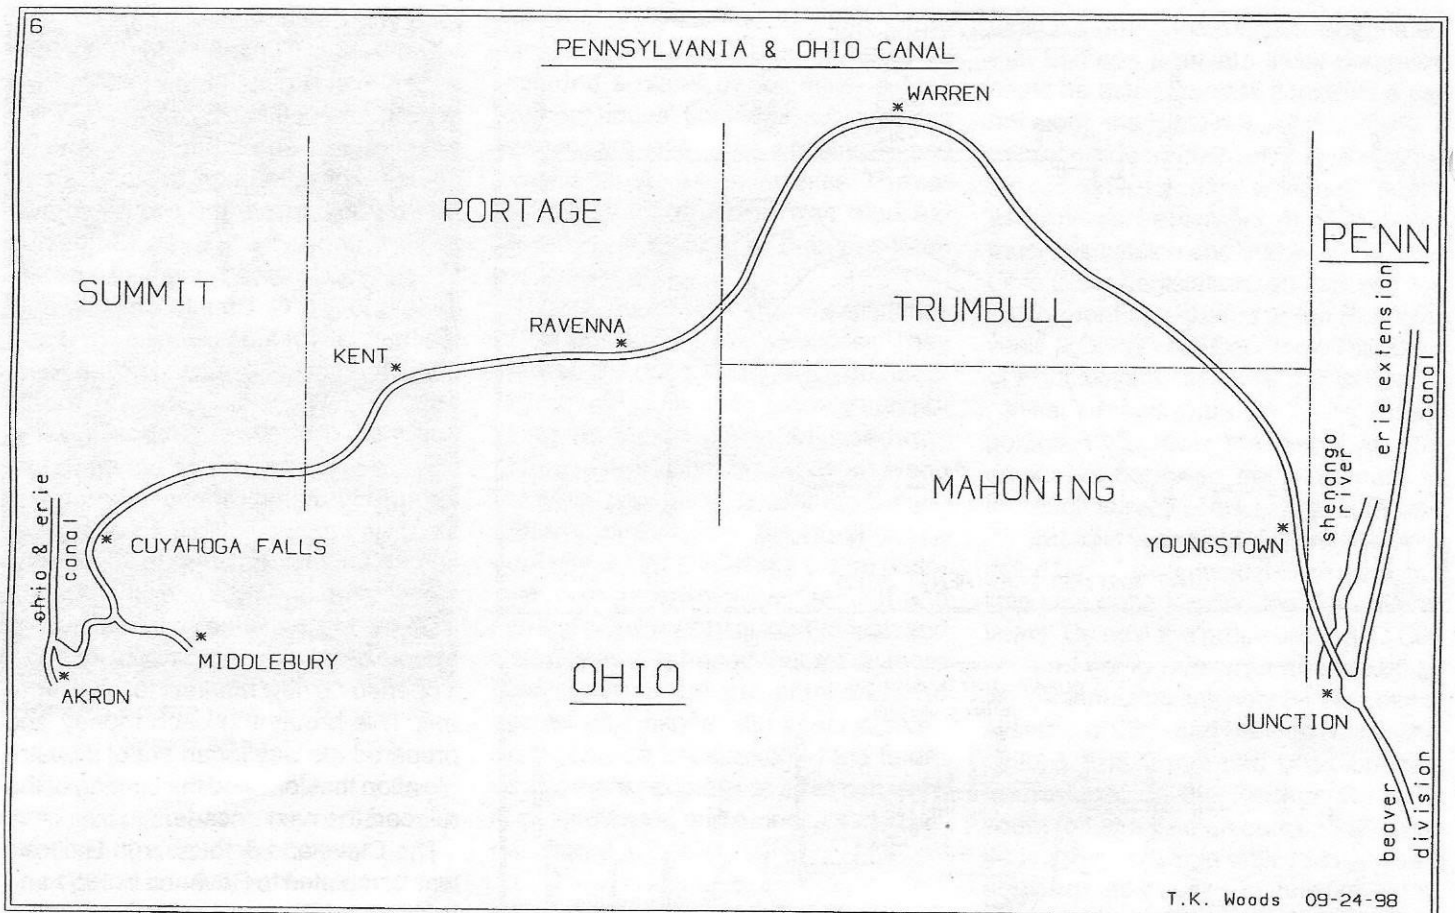 6
PENNSYLVANIA & OHIO CANAL
WARREN
PORTAGE
PENN
SUMMIT
TRUMBULL
RAVENNA
KENT
erie extension
canal
MAHONING
shenango
river
ohio & erie
canal
CUYAHOGA FALLS
YOUNGSTOWN
MIDDLEBURY
AKRON
OHIO
JUNCTION
beaver
division
T.K. Woods 09-24-98